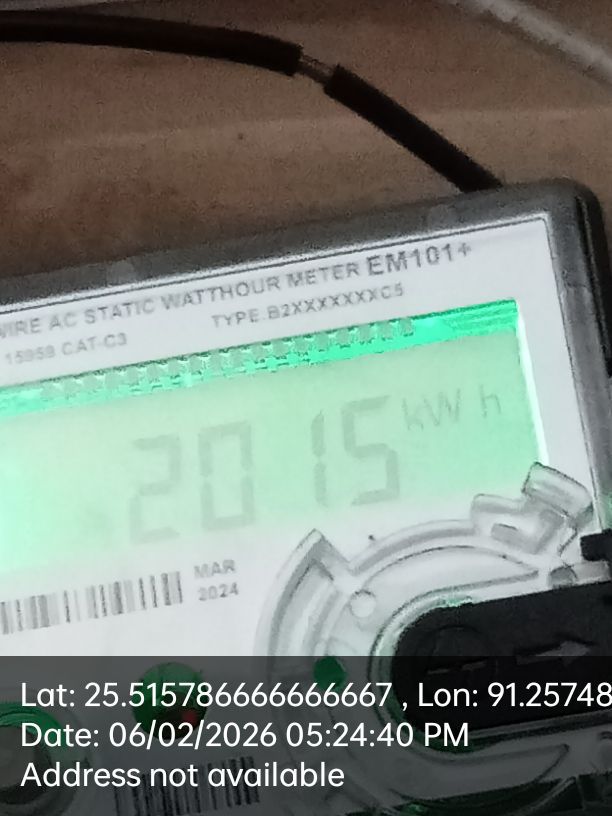 WIRE AC STATIC WATTHOUR METER EM101+
15959 CAT-C3 TYPE.B2XXXXXXXC5
2015 kWh
MAR
2024
Lat: 25.515786666666667 , Lon: 91.25748
Date: 06/02/2026 05:24:40 PM
Address not available